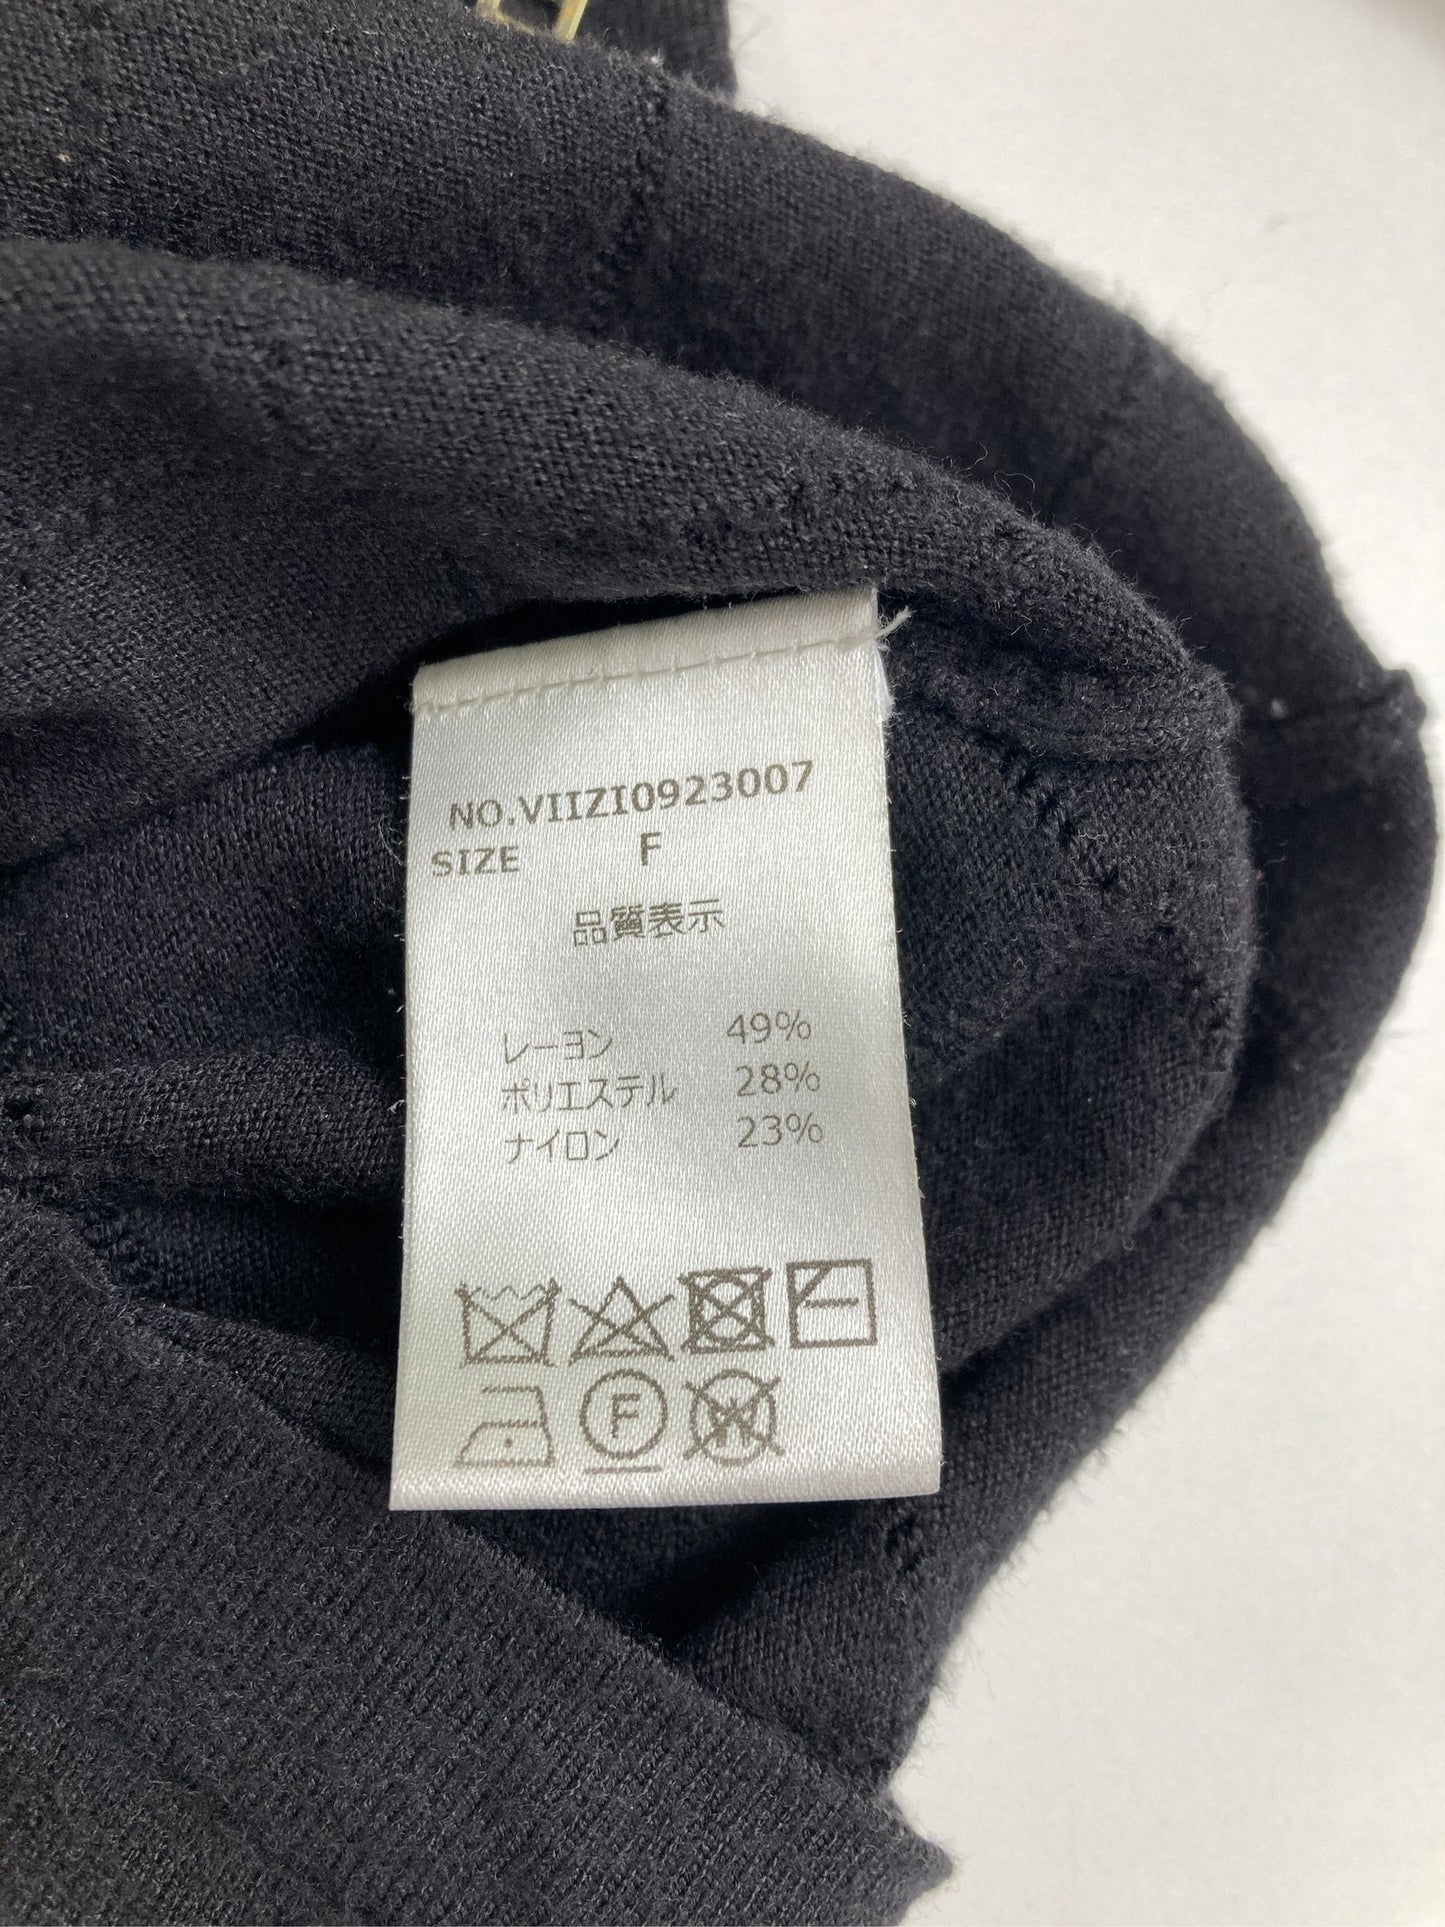 NO.VIIZI0923007
SIZE F
品質表示
レーヨン 49%
ポリエステル 28%
ナイロン 23%
F
W